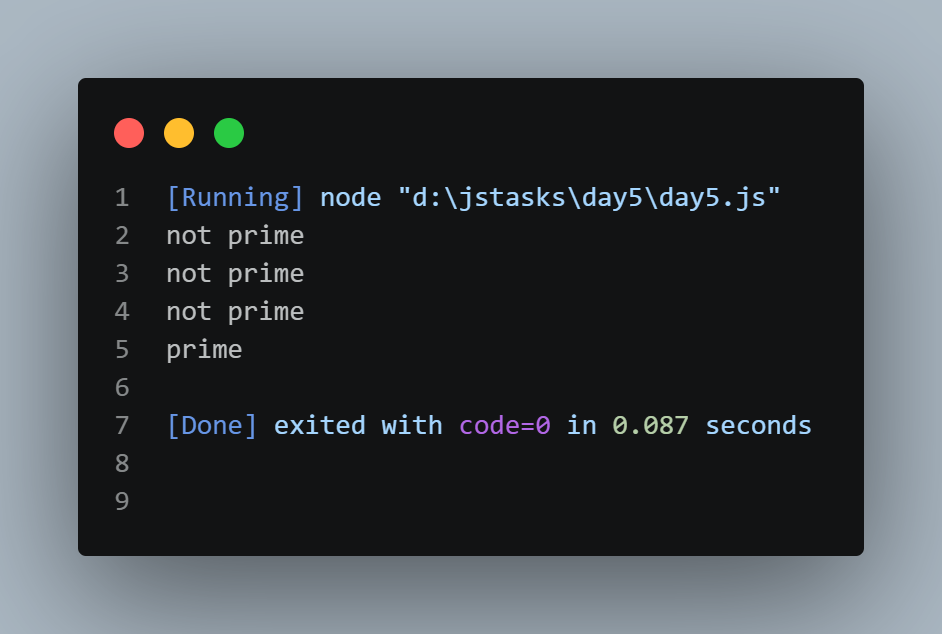 1 [Running] node "d:\jstasks\day5\day5.js"
2 not prime
3 not prime
4 not prime
5 prime
6
7 [Done] exited with code=0 in 0.087 seconds
8
9